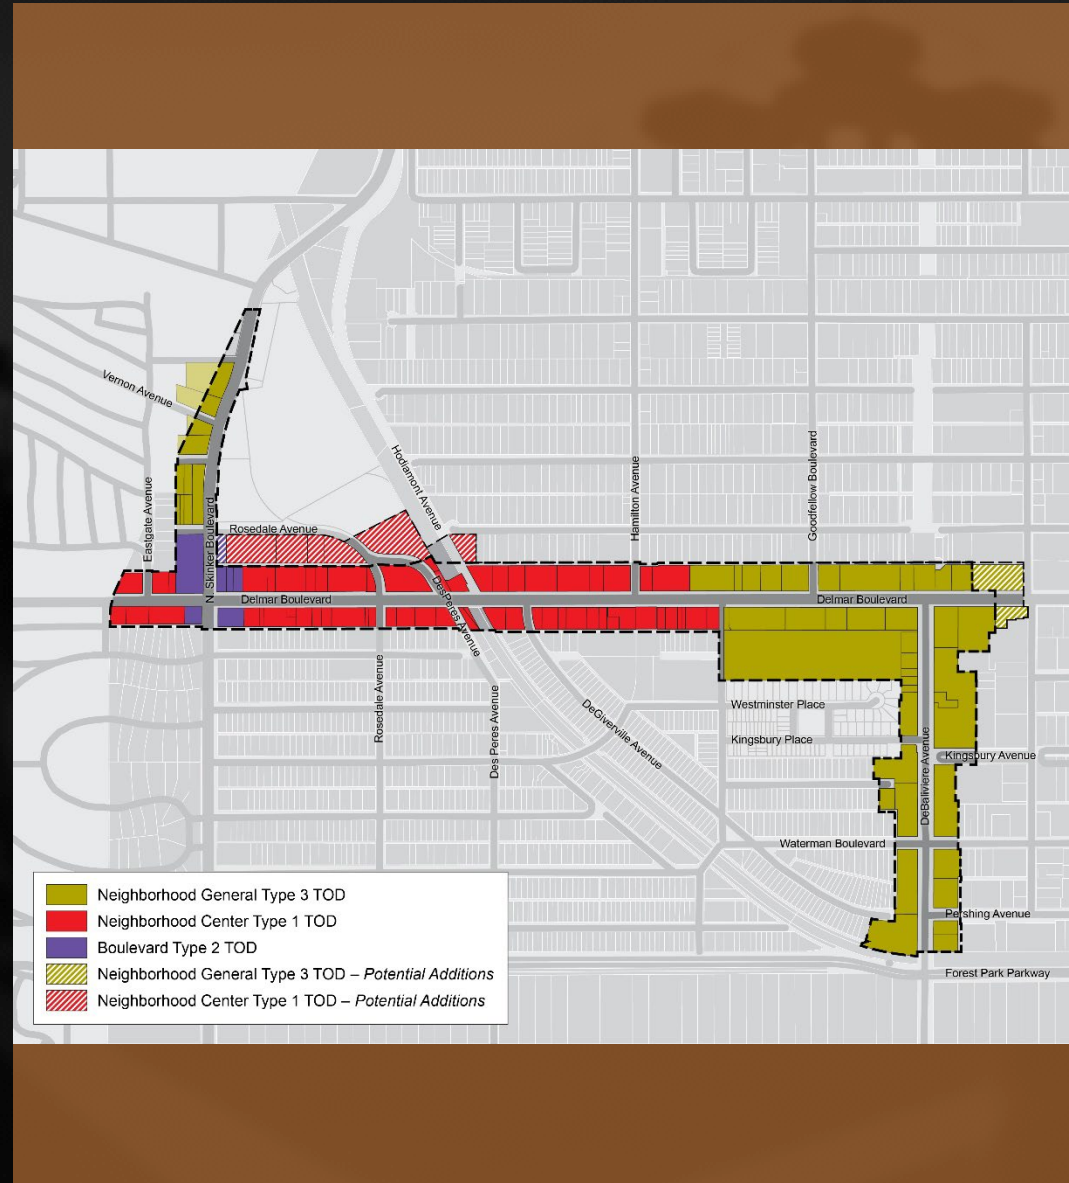 Vernon Avenue
Eastgate Avenue
N. Skinker Boulevard
Rosedale Avenue
Hodiamont Avenue
Hamilton Avenue
Goodfellow Boulevard
Delmar Boulevard
Delmar Boulevard
DesPeres Avenue
Rosedale Avenue
Des Peres Avenue
DeGiverville Avenue
Westminster Place
Kingsbury Place
Kingsbury Avenue
DeBaliviere Avenue
Waterman Boulevard
Pershing Avenue
Forest Park Parkway
Neighborhood General Type 3 TOD
Neighborhood Center Type 1 TOD
Boulevard Type 2 TOD
Neighborhood General Type 3 TOD – Potential Additions
Neighborhood Center Type 1 TOD – Potential Additions